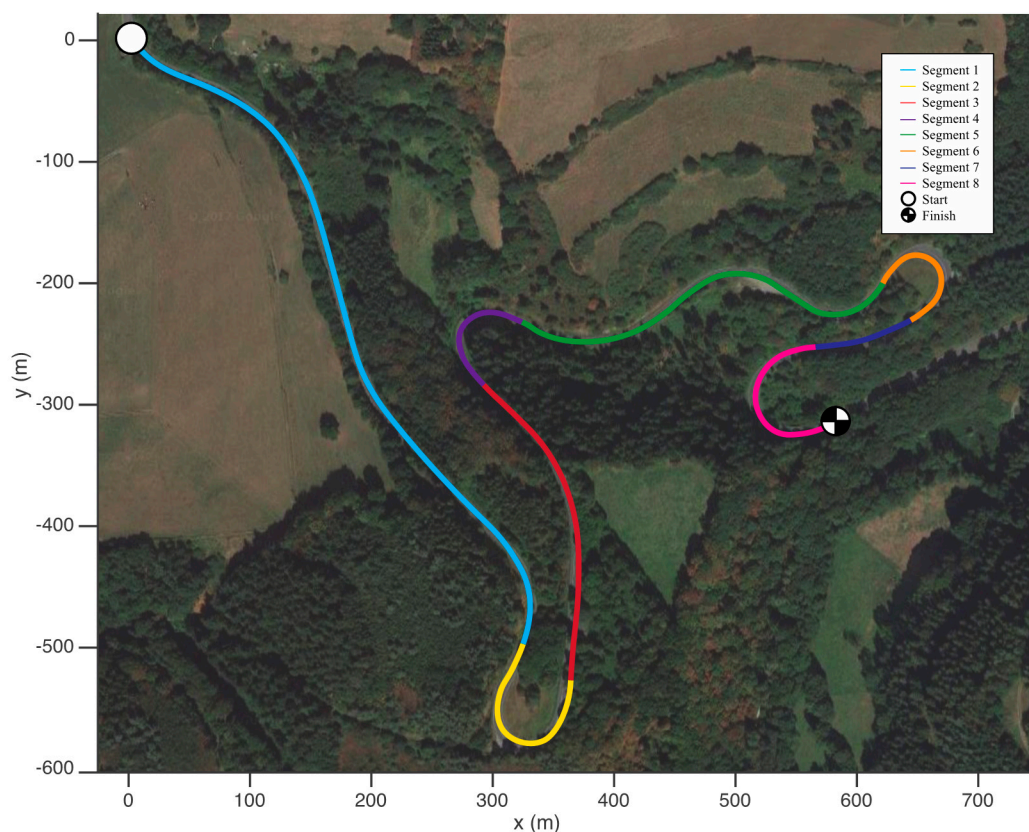 0
-100
-200
-300
-400
-500
-600
y (m)
0
100
200
300
400
500
600
700
x (m)
Segment 1
Segment 2
Segment 3
Segment 4
Segment 5
Segment 6
Segment 7
Segment 8
Start
Finish